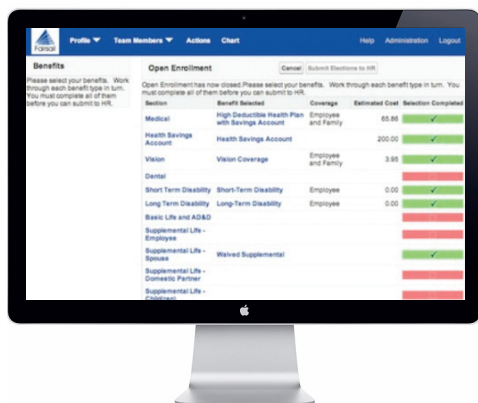 Fairsail
Profile Team Members Actions Chart Help Administration Logout
Benefits
Please select your benefits. Work
through each benefit type in turn.
You must complete all of them
before you can submit to HR.
Open Enrollment Cancel Submit Elections to HR
Open Enrollment has now closed.Please select your benefits. Work through each benefit type in turn. You
must complete all of them before you can submit to HR.
Section Benefit Selected Coverage Estimated Cost Selection Completed
Medical High Deductible Health Plan Employee 65.86 ✓
with Savings Account and Family
Health Savings Health Savings Account 200.00 ✓
Account
Vision Vision Coverage Employee 3.95 ✓
and Family
Dental
Short Term Disability Short-Term Disability Employee 0.00 ✓
Long Term Disability Long-Term Disability Employee 0.00 ✓
Basic Life and AD&D
Supplemental Life -
Employee
Supplemental Life - Waived Supplemental ✓
Spouse
Supplemental Life -
Domestic Partner
Supplemental Life -